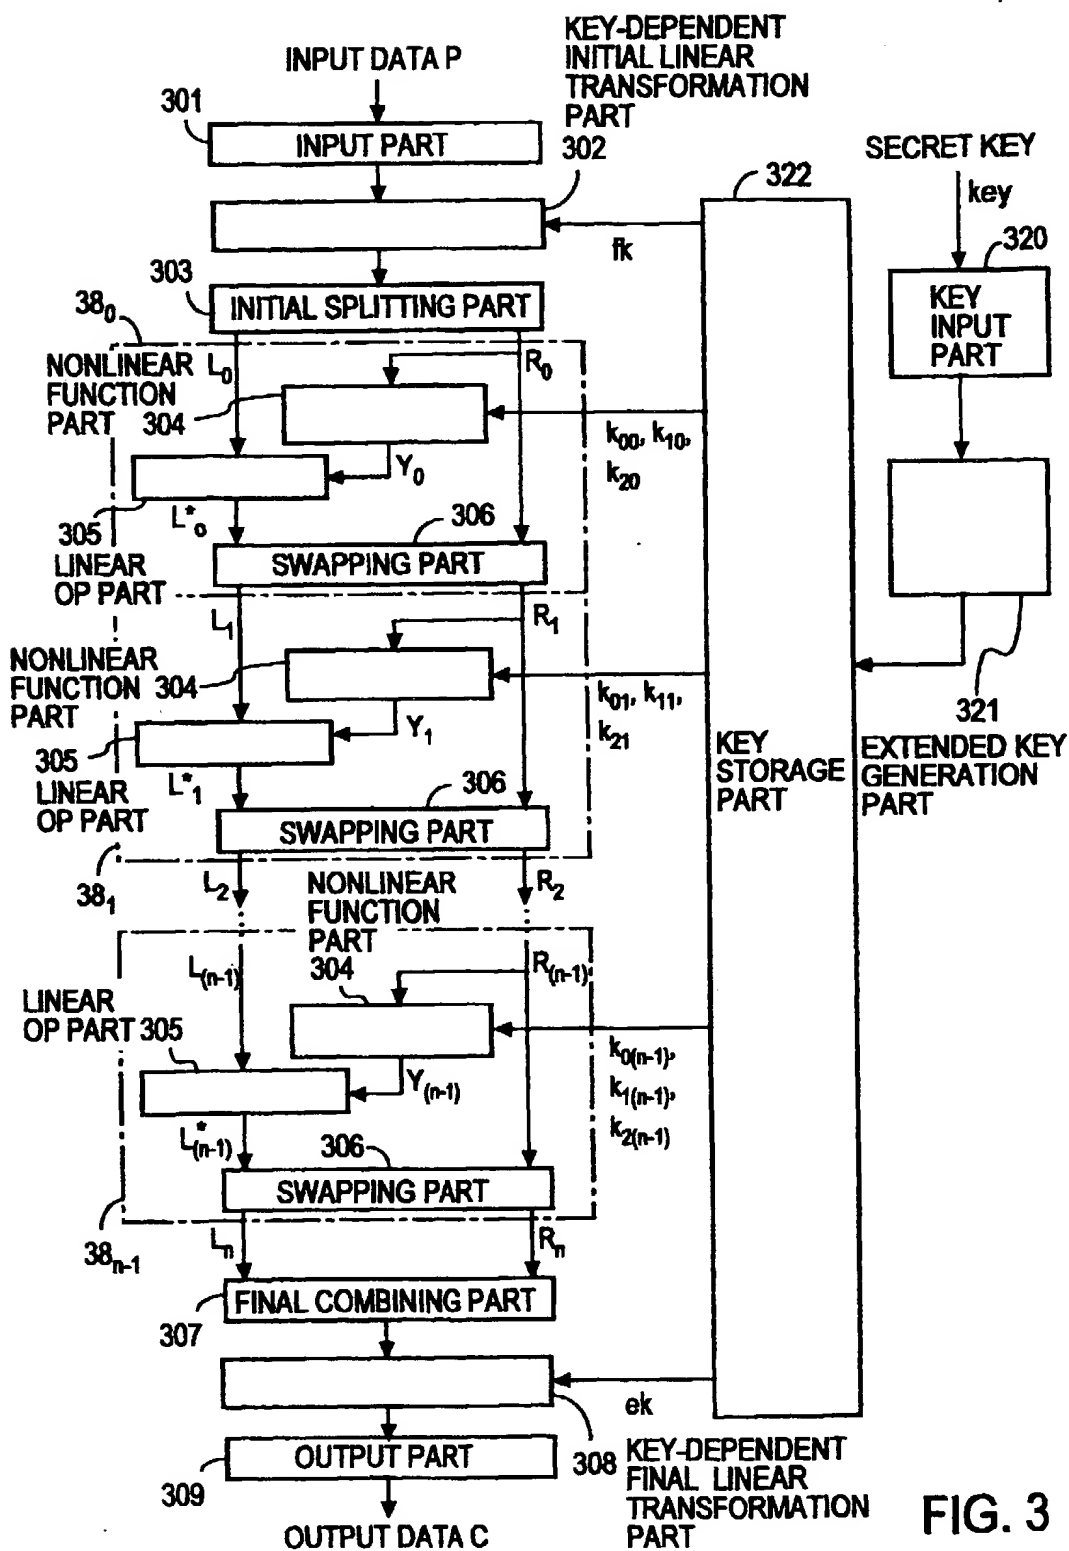 INPUT DATA P
KEY-DEPENDENT
INITIAL LINEAR
TRANSFORMATION
PART
302
301
INPUT PART
SECRET KEY
key
322
fk
320
KEY
INPUT
PART
303
INITIAL SPLITTING PART
38₀
NONLINEAR
FUNCTION
PART 304
L₀
R₀
k₀₀, k₁₀,
k₂₀
Y₀
305
LINEAR
OP PART
L*₀
306
SWAPPING PART
L₁
R₁
NONLINEAR
FUNCTION 304
PART
k₀₁, k₁₁,
k₂₁
Y₁
305
LINEAR
OP PART
L*₁
306
SWAPPING PART
321
EXTENDED KEY
GENERATION
PART
KEY
STORAGE
PART
38₁
L₂
R₂
NONLINEAR
FUNCTION
PART
304
L(n-1)
R(n-1)
LINEAR
OP PART 305
k0(n-1),
k1(n-1),
k2(n-1)
Y(n-1)
L*(n-1)
306
SWAPPING PART
38n-1
Ln
Rn
FINAL COMBINING PART
307
ek
308
KEY-DEPENDENT
FINAL LINEAR
TRANSFORMATION
PART
OUTPUT PART
309
OUTPUT DATA C
FIG. 3